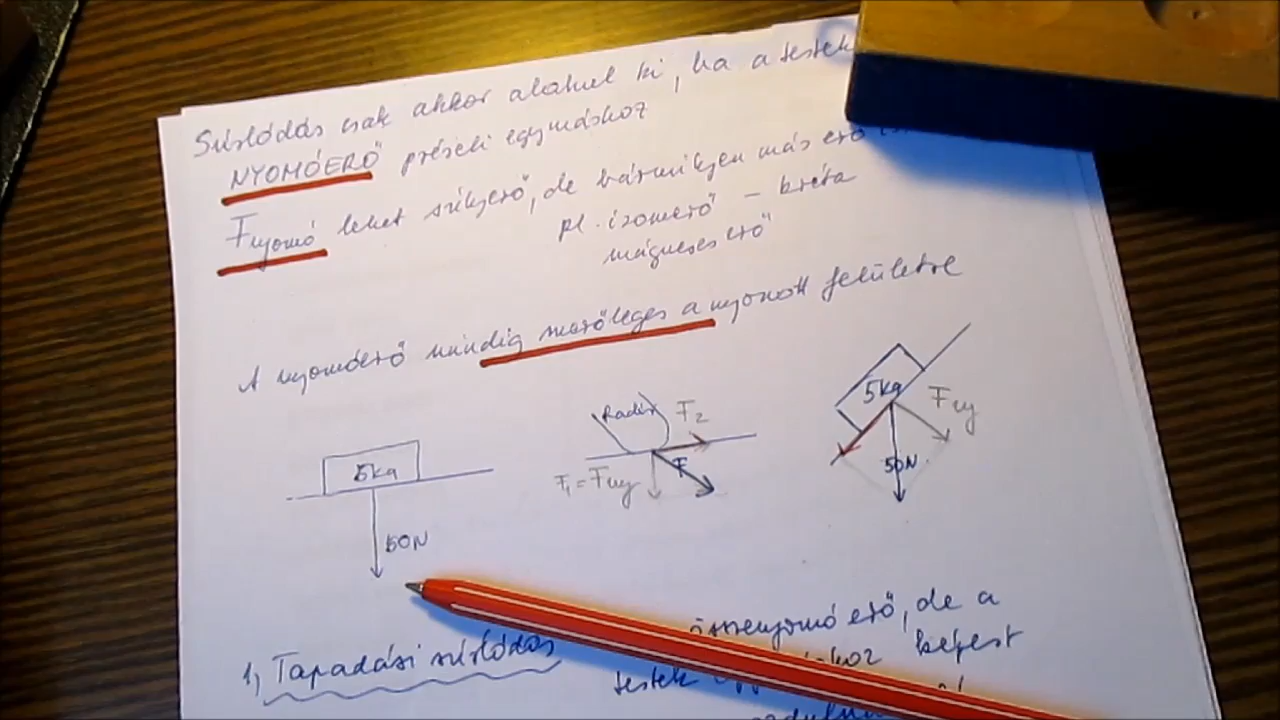 Súrlódás csak akkor alakul ki, ha a testek
NYOMÓERŐ préseli egymáshoz
Fnyomó lehet súlyerő, de bármilyen más erő is
pl. izomerő – kréta
mágneses erő
A nyomóerő mindig merőleges a nyomott felületre
5kg
50N
Radír
F2
F
F1 = Fny
5kg
Fny
50N
1, Tapadási súrlódás
összenyomó erő, de a
testek
képest